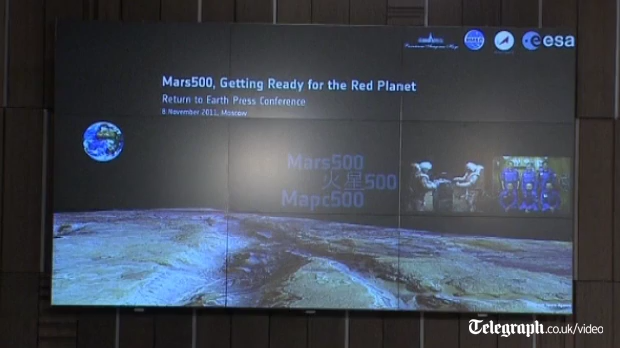 esa
Mars500, Getting Ready for the Red Planet
Return to Earth Press Conference
8 November 2011, Moscow
Mars500
火星500
Марс500
Telegraph.co.uk/video